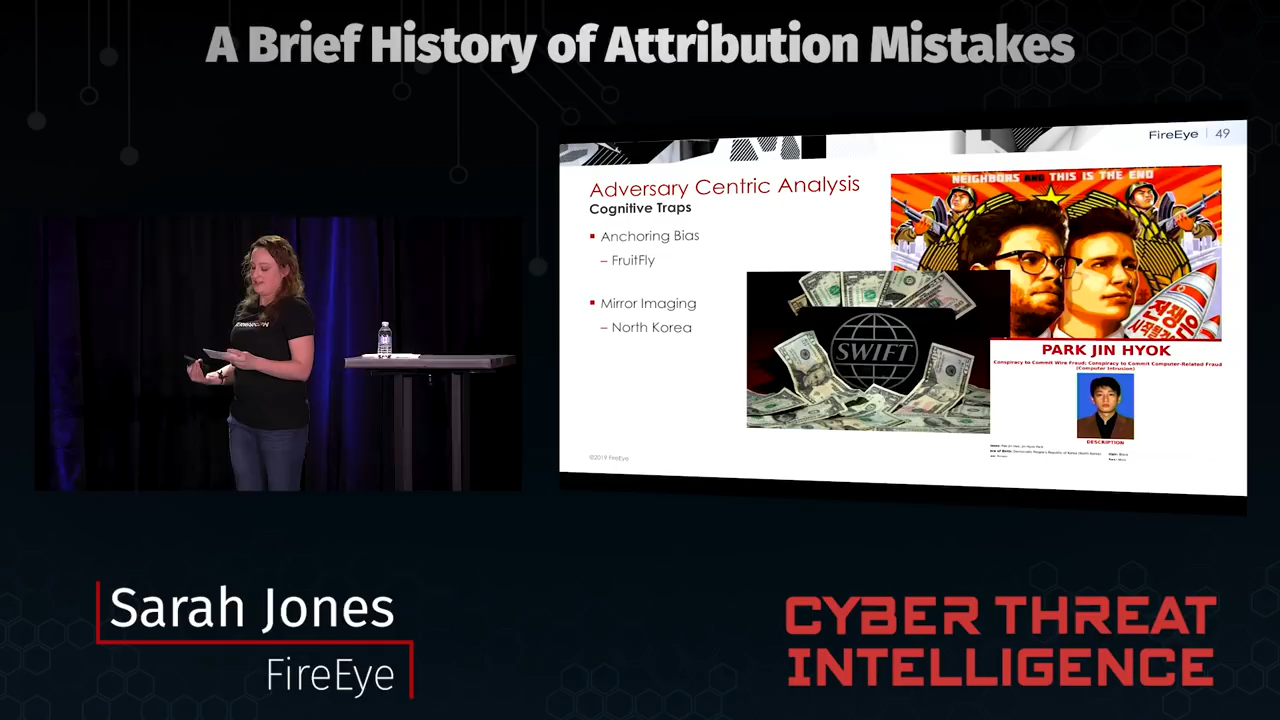 A Brief History of Attribution Mistakes
FireEye | 49
Adversary Centric Analysis
Cognitive Traps
Anchoring Bias
– FruitFly
Mirror Imaging
– North Korea
NEIGHBORS AND THIS IS THE END
SWIFT
PARK JIN HYOK
Conspiracy to Commit Wire Fraud; Conspiracy to Commit Computer-Related Fraud
(Computer Intrusion)
DESCRIPTION
©2019 FireEye
Sarah Jones
FireEye
CYBER THREAT
INTELLIGENCE